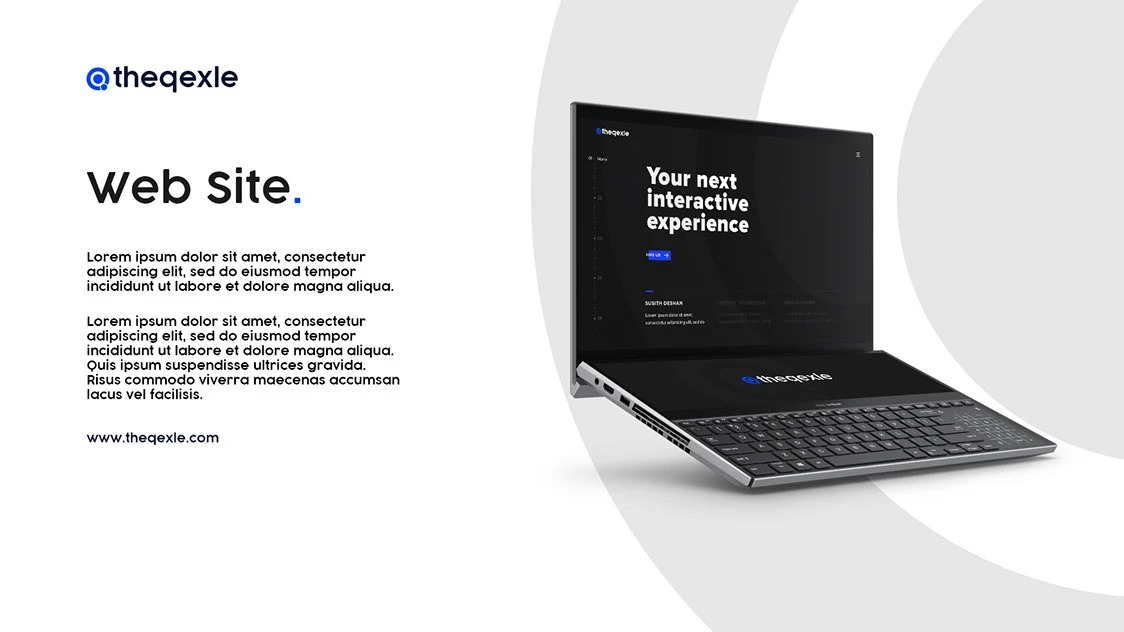 theqexle
Web Site.
Lorem ipsum dolor sit amet, consectetur
adipiscing elit, sed do eiusmod tempor
incididunt ut labore et dolore magna aliqua.
Lorem ipsum dolor sit amet, consectetur
adipiscing elit, sed do eiusmod tempor
incididunt ut labore et dolore magna aliqua.
Quis ipsum suspendisse ultrices gravida.
Risus commodo viverra maecenas accumsan
lacus vel facilisis.
www.theqexle.com
theqexle
Home
Your next
interactive
experience
HIRE US
SUSITH DESHAN
Lorem ipsum dolor sit amet,
consectetur adipiscing elit, sed do
theqexle